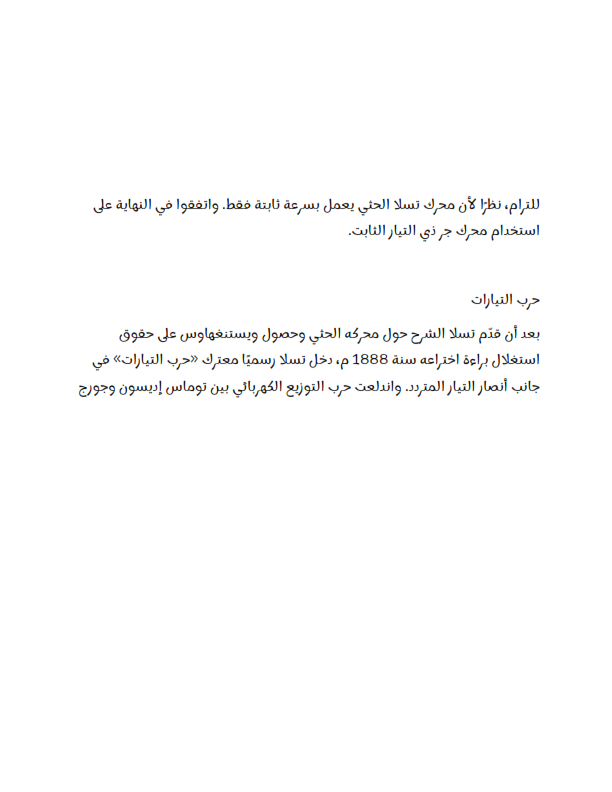 للترام، نظرًا لأن محرك تسلا الحثي يعمل بسرعة ثابتة فقط. واتفقوا في النهاية على
استخدام محرك جر ذي التيار الثابت.
حرب التيارات
بعد أن قدّم تسلا الشرح حول محركه الحثي وحصول ويستنغهاوس على حقوق
استغلال براءة اختراعه سنة 1888 م، دخل تسلا رسميًا معترك «حرب التيارات» في
جانب أنصار التيار المتردد. واندلعت حرب التوزيع الكهربائي بين توماس إديسون وجورج